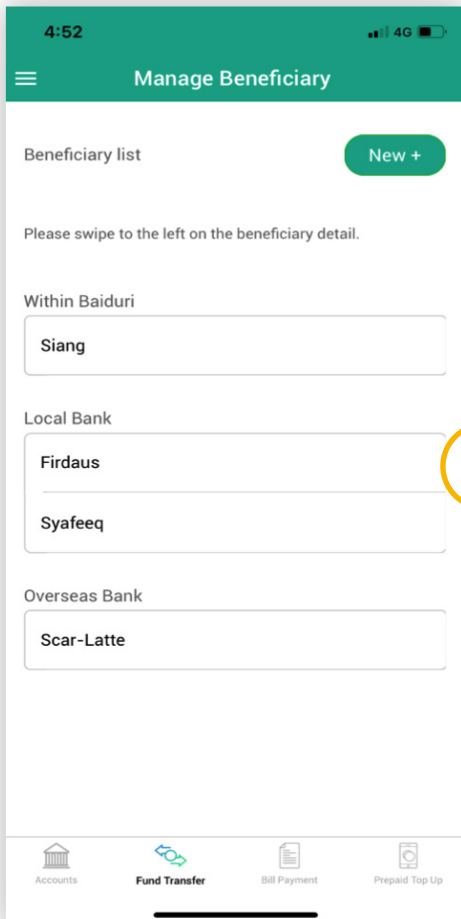 4:52
4G
Manage Beneficiary
Beneficiary list
New +
Please swipe to the left on the beneficiary detail.
Within Baiduri
Siang
Local Bank
Firdaus
Syafeeq
Overseas Bank
Scar-Latte
Accounts
Fund Transfer
Bill Payment
Prepaid Top Up